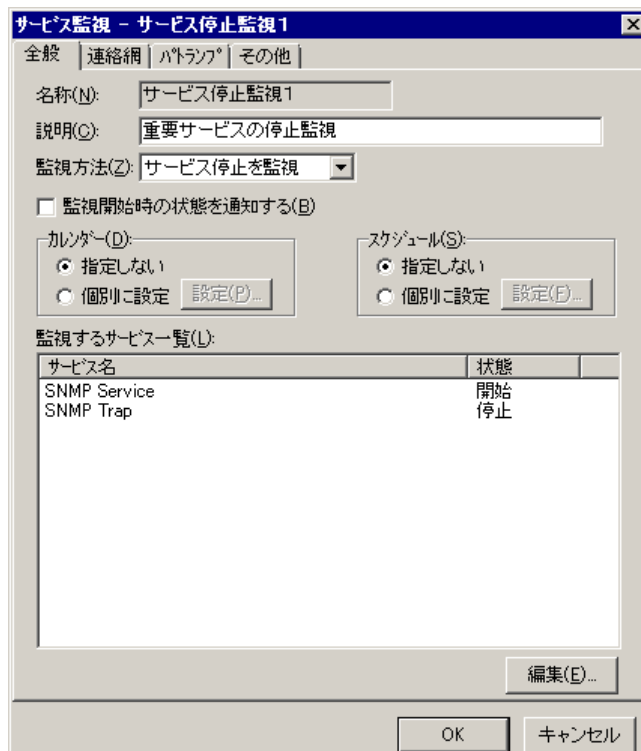 サービス監視 - サービス停止監視1
全般 連絡網 パトランプ その他
名称(N): サービス停止監視1
説明(C): 重要サービスの停止監視
監視方法(Z): サービス停止を監視
監視開始時の状態を通知する(B)
カレンダー(D): スケジュール(S):
指定しない 指定しない
個別に設定 設定(P)... 個別に設定 設定(F)...
監視するサービス一覧(L):
サービス名 状態
SNMP Service 開始
SNMP Trap 停止
編集(E)...
OK キャンセル